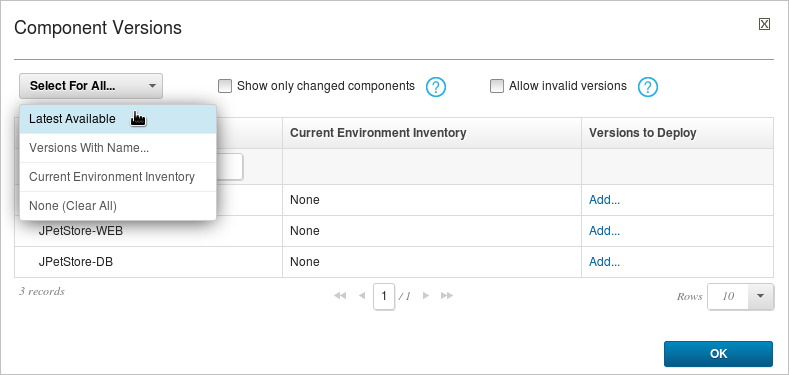 Component Versions
X
Select For All...
Show only changed components ?
Allow invalid versions ?
Latest Available
Versions With Name...
Current Environment Inventory
None (Clear All)
Current Environment Inventory
Versions to Deploy
None
Add...
JPetStore-WEB
None
Add...
JPetStore-DB
None
Add...
3 records
1 / 1
Rows 10
OK